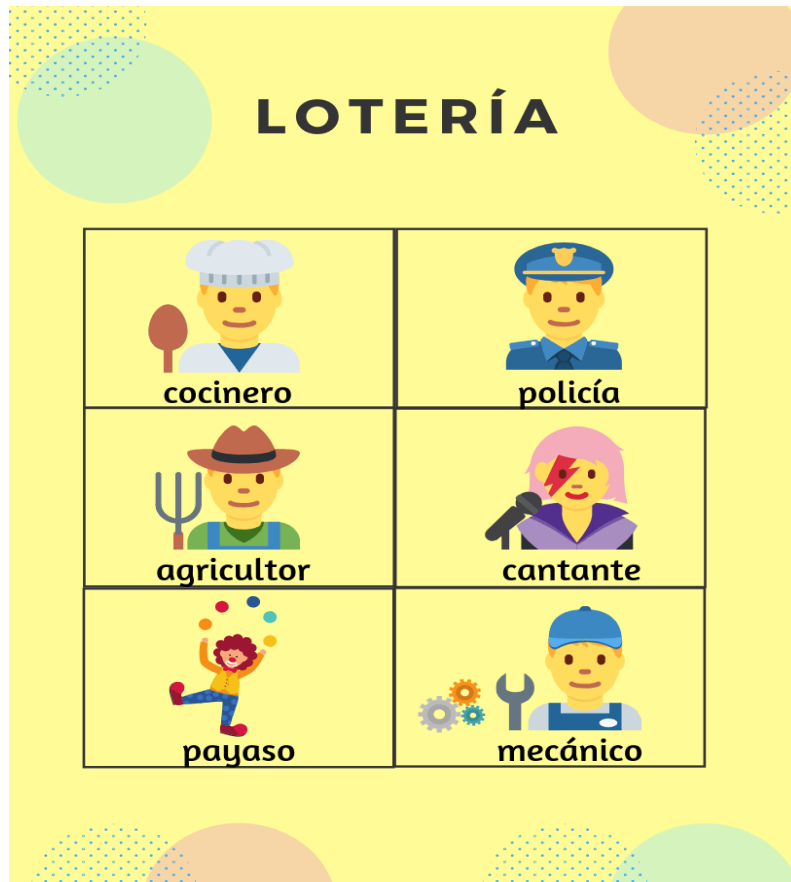 LOTERÍA
cocinero
policía
agricultor
cantante
payaso
mecánico